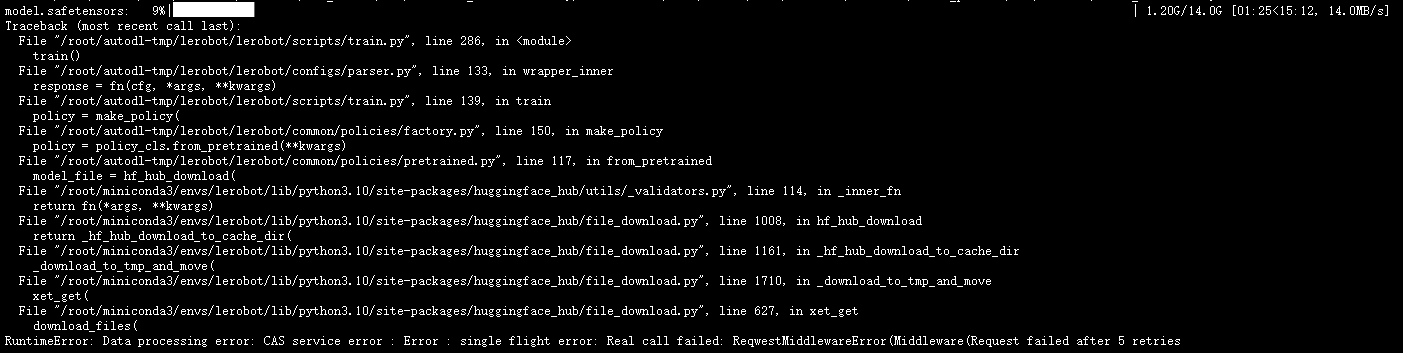 model.safetensors:   9%|        | 1.20G/14.0G [01:25<15:12, 14.0MB/s]
Traceback (most recent call last):
  File "/root/autodl-tmp/lerobot/lerobot/scripts/train.py", line 286, in <module>
    train()
  File "/root/autodl-tmp/lerobot/lerobot/configs/parser.py", line 133, in wrapper_inner
    response = fn(cfg, *args, **kwargs)
  File "/root/autodl-tmp/lerobot/lerobot/scripts/train.py", line 139, in train
    policy = make_policy(
  File "/root/autodl-tmp/lerobot/lerobot/common/policies/factory.py", line 150, in make_policy
    policy = policy_cls.from_pretrained(**kwargs)
  File "/root/autodl-tmp/lerobot/lerobot/common/policies/pretrained.py", line 117, in from_pretrained
    model_file = hf_hub_download(
  File "/root/miniconda3/envs/lerobot/lib/python3.10/site-packages/huggingface_hub/utils/_validators.py", line 114, in _inner_fn
    return fn(*args, **kwargs)
  File "/root/miniconda3/envs/lerobot/lib/python3.10/site-packages/huggingface_hub/file_download.py", line 1008, in hf_hub_download
    return _hf_hub_download_to_cache_dir(
  File "/root/miniconda3/envs/lerobot/lib/python3.10/site-packages/huggingface_hub/file_download.py", line 1161, in _hf_hub_download_to_cache_dir
    _download_to_tmp_and_move(
  File "/root/miniconda3/envs/lerobot/lib/python3.10/site-packages/huggingface_hub/file_download.py", line 1710, in _download_to_tmp_and_move
    xet_get(
  File "/root/miniconda3/envs/lerobot/lib/python3.10/site-packages/huggingface_hub/file_download.py", line 627, in xet_get
    download_files(
RuntimeError: Data processing error: CAS service error : Error : single flight error: Real call failed: ReqwestMiddlewareError(Middleware(Request failed after 5 retries